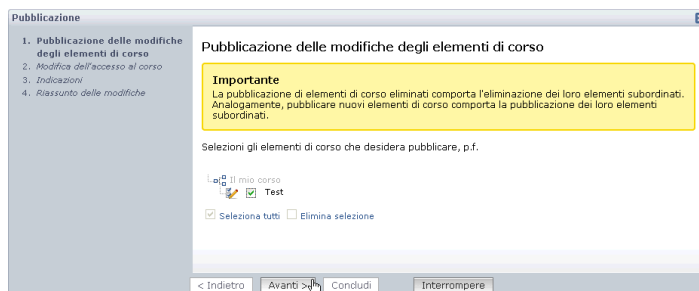 Pubblicazione
1. Pubblicazione delle modifiche
degli elementi di corso
2. Modifica dell'accesso al corso
3. Indicazioni
4. Riassunto delle modifiche
Pubblicazione delle modifiche degli elementi di corso
Importante
La pubblicazione di elementi di corso eliminati comporta l'eliminazione dei loro elementi subordinati.
Analogamente, pubblicare nuovi elementi di corso comporta la pubblicazione dei loro elementi
subordinati.
Selezioni gli elementi di corso che desidera pubblicare, p.f.
Il mio corso
Test
Seleziona tutti Elimina selezione
< Indietro Avanti > Concludi Interrompere